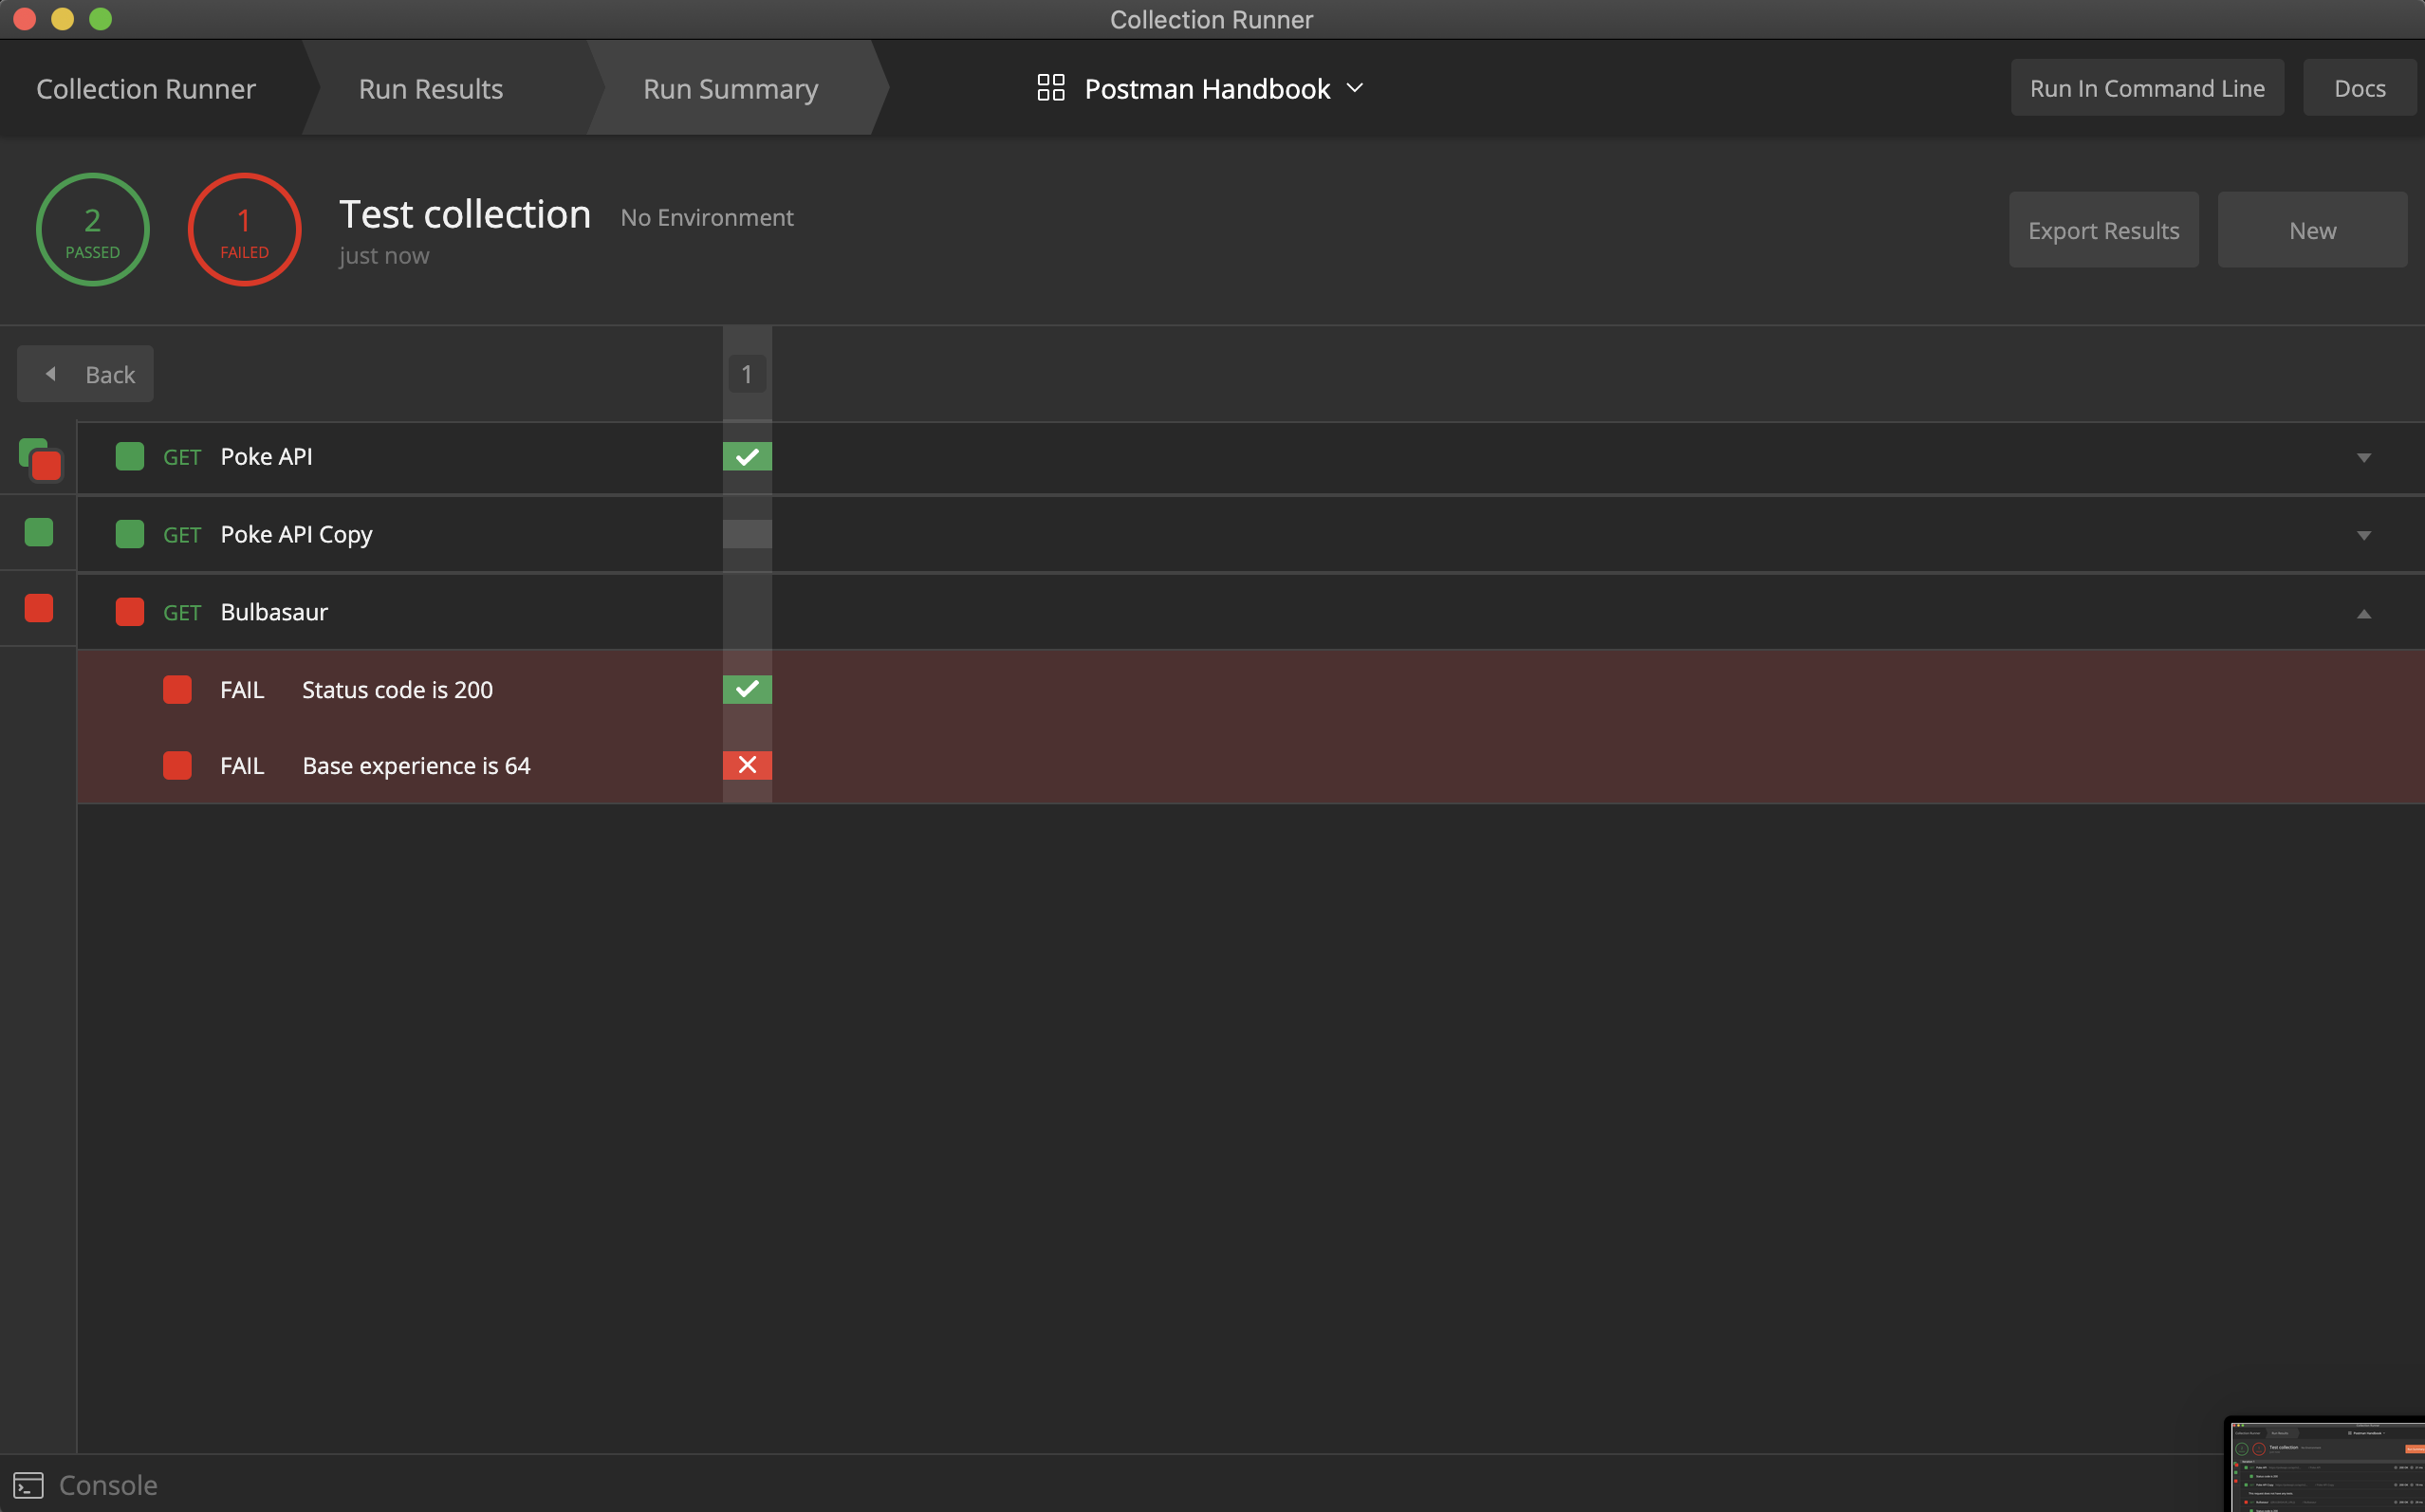 Collection Runner
Collection Runner Run Results Run Summary Postman Handbook Run In Command Line Docs
2 PASSED
1 FAILED
Test collection No Environment
just now
Export Results New
Back 1
GET Poke API
GET Poke API Copy
GET Bulbasaur
FAIL Status code is 200
FAIL Base experience is 64
Console